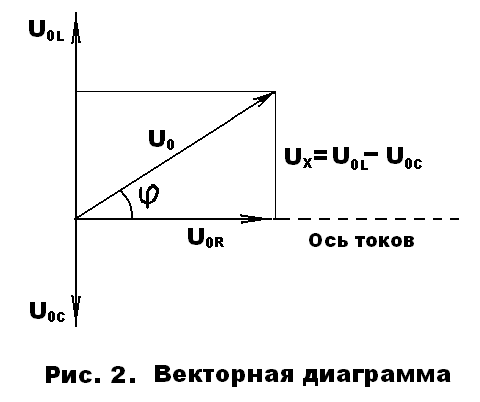 U0L
U0
φ
UX = U0L – U0C
U0R
Ось токов
U0C
Рис. 2. Векторная диаграмма